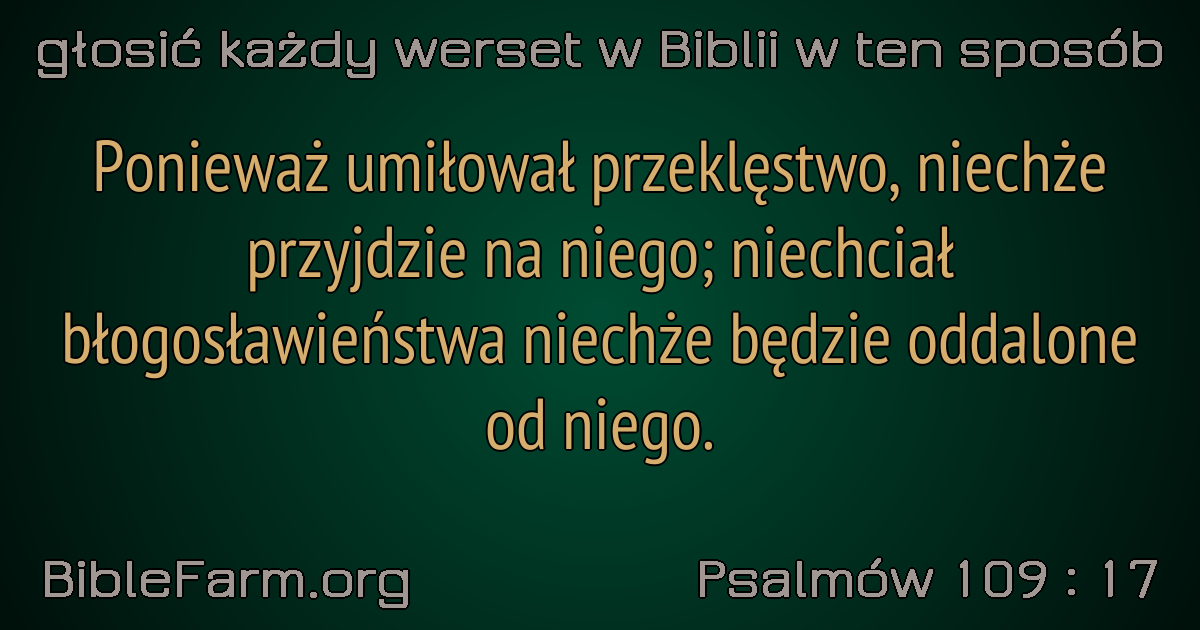 głosić każdy werset w Biblii w ten sposób
Ponieważ umiłował przeklęstwo, niechże
przyjdzie na niego; niechciał
błogosławieństwa niechże będzie oddalone
od niego.
BibleFarm.org
Psalmów 109 : 17